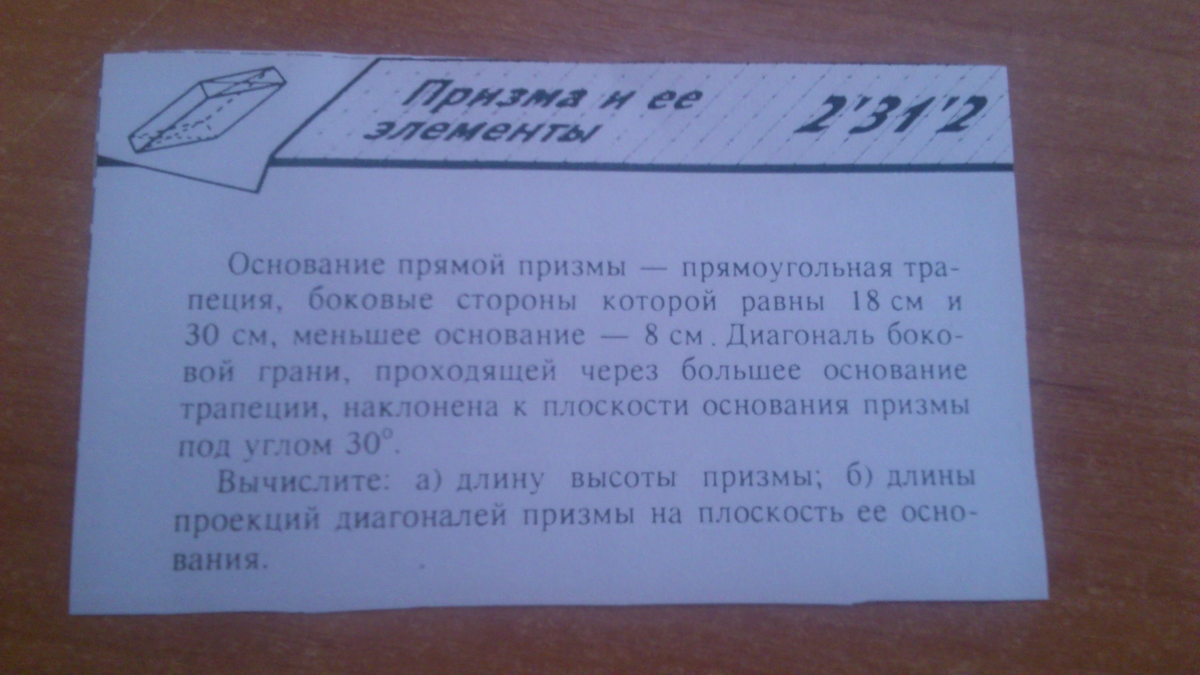 Призма и ее
элементы
2'31'2
Основание прямой призмы — прямоугольная тра-
пеция, боковые стороны которой равны 18 см и
30 см, меньшее основание — 8 см. Диагональ боко-
вой грани, проходящей через большее основание
трапеции, наклонена к плоскости основания призмы
под углом 30°.
Вычислите: а) длину высоты призмы; б) длины
проекций диагоналей призмы на плоскость ее осно-
вания.